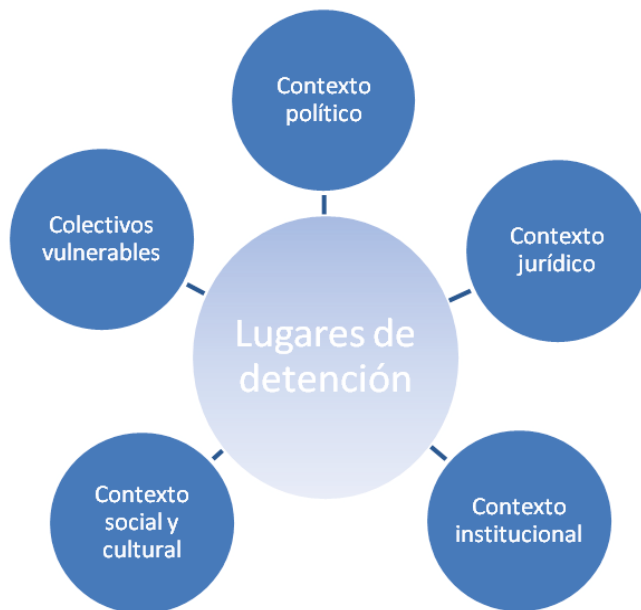 Contexto
político
Colectivos
vulnerables
Contexto
jurídico
Lugares de
detención
Contexto
social y
cultural
Contexto
institucional